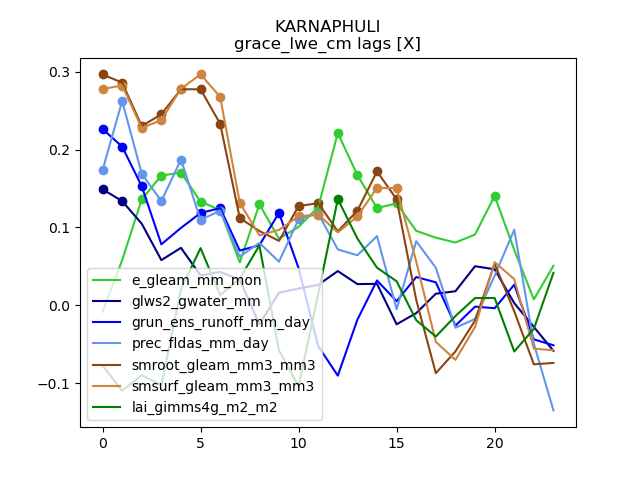 KARNAPHULI
grace_lwe_cm lags [X]
0.3
0.2
0.1
0.0
−0.1
e_gleam_mm_mon
glws2_gwater_mm
grun_ens_runoff_mm_day
prec_fldas_mm_day
smroot_gleam_mm3_mm3
smsurf_gleam_mm3_mm3
lai_gimms4g_m2_m2
0 5 10 15 20